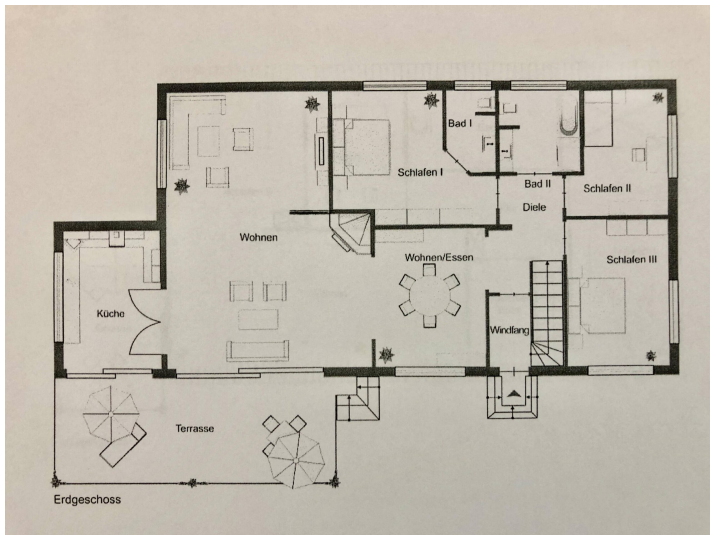 Bad I
Schlafen I
Bad II
Schlafen II
Diele
Wohnen
Wohnen/Essen
Schlafen III
Küche
Windfang
Terrasse
Erdgeschoss